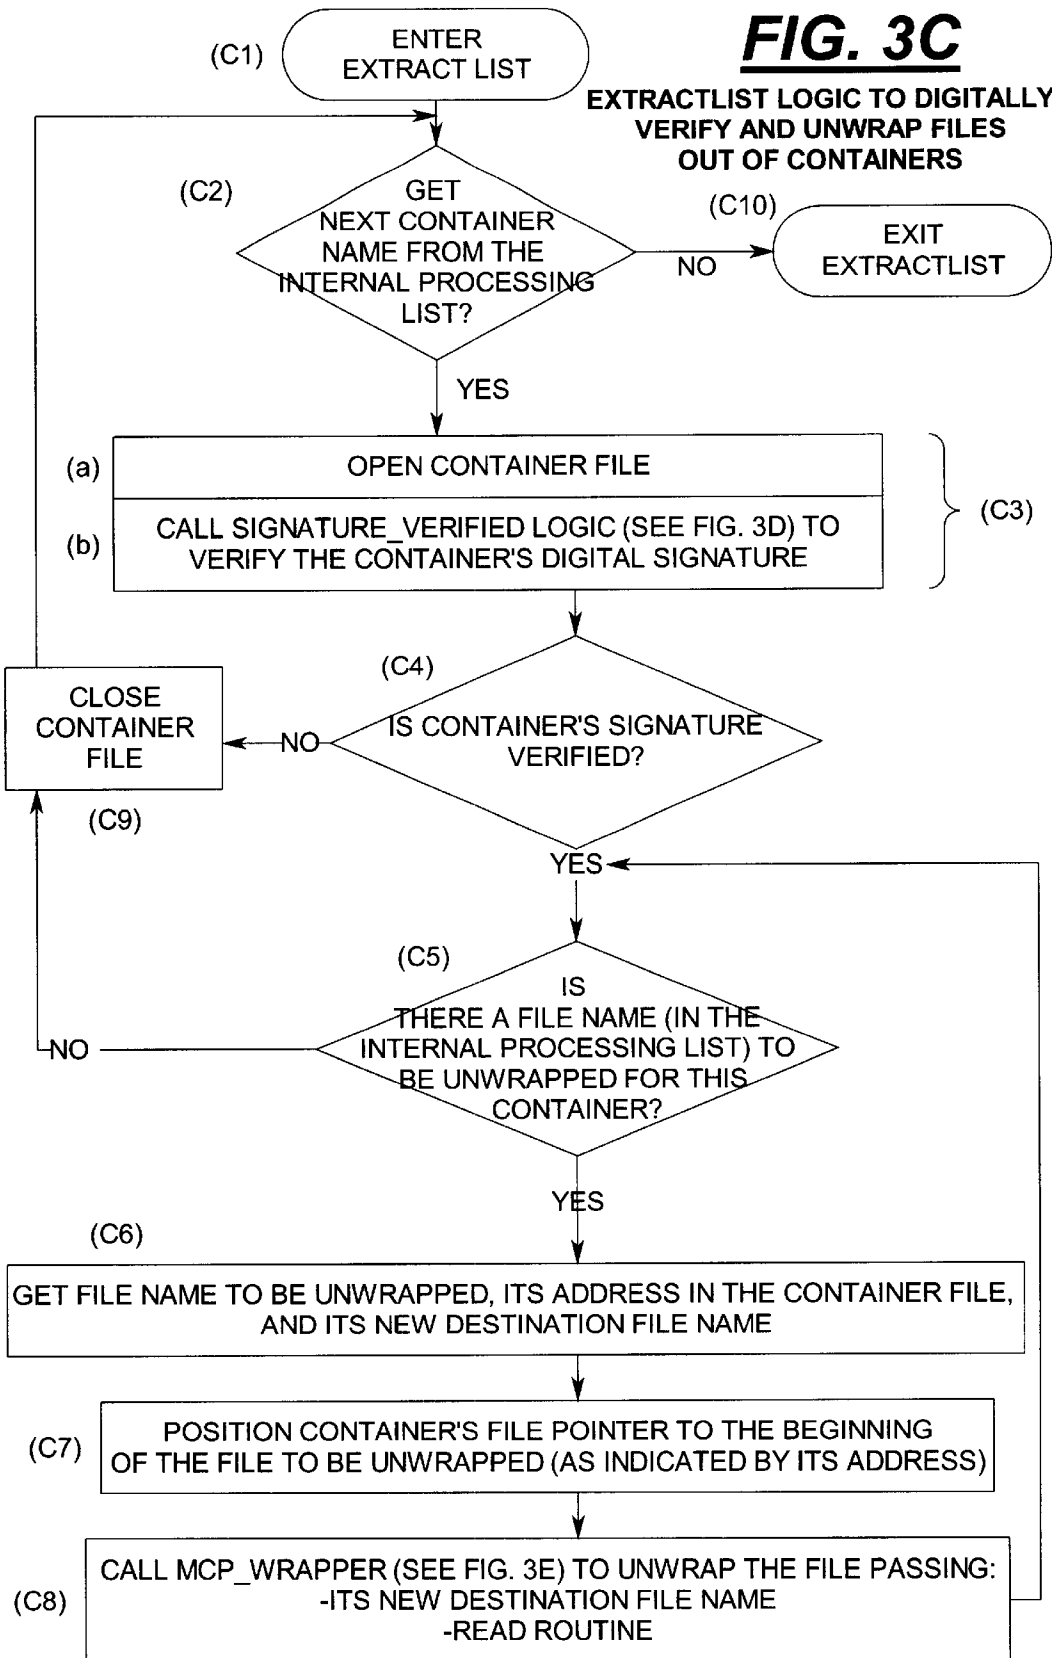 FIG. 3C
EXTRACTLIST LOGIC TO DIGITALLY
VERIFY AND UNWRAP FILES
OUT OF CONTAINERS
(C1)
ENTER
EXTRACT LIST
(C2)
GET
NEXT CONTAINER
NAME FROM THE
INTERNAL PROCESSING
LIST?
NO
(C10)
EXIT
EXTRACTLIST
YES
(a)
OPEN CONTAINER FILE
(b)
CALL SIGNATURE_VERIFIED LOGIC (SEE FIG. 3D) TO
VERIFY THE CONTAINER'S DIGITAL SIGNATURE
(C3)
(C4)
IS CONTAINER'S SIGNATURE
VERIFIED?
NO
CLOSE
CONTAINER
FILE
(C9)
YES
(C5)
IS
THERE A FILE NAME (IN THE
INTERNAL PROCESSING LIST) TO
BE UNWRAPPED FOR THIS
CONTAINER?
NO
YES
(C6)
GET FILE NAME TO BE UNWRAPPED, ITS ADDRESS IN THE CONTAINER FILE,
AND ITS NEW DESTINATION FILE NAME
(C7)
POSITION CONTAINER'S FILE POINTER TO THE BEGINNING
OF THE FILE TO BE UNWRAPPED (AS INDICATED BY ITS ADDRESS)
(C8)
CALL MCP_WRAPPER (SEE FIG. 3E) TO UNWRAP THE FILE PASSING:
-ITS NEW DESTINATION FILE NAME
-READ ROUTINE